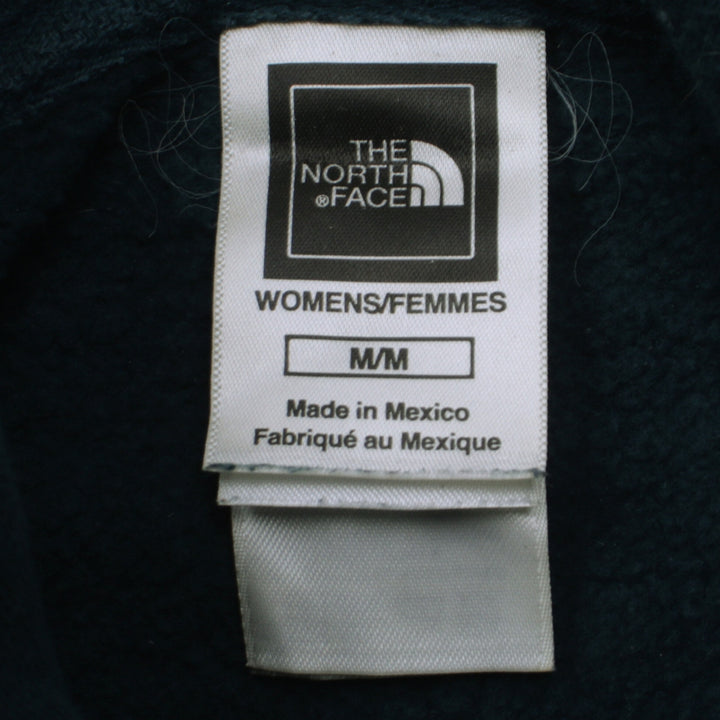 THE
NORTH
®FACE
WOMENS/FEMMES
M/M
Made in Mexico
Fabriqué au Mexique